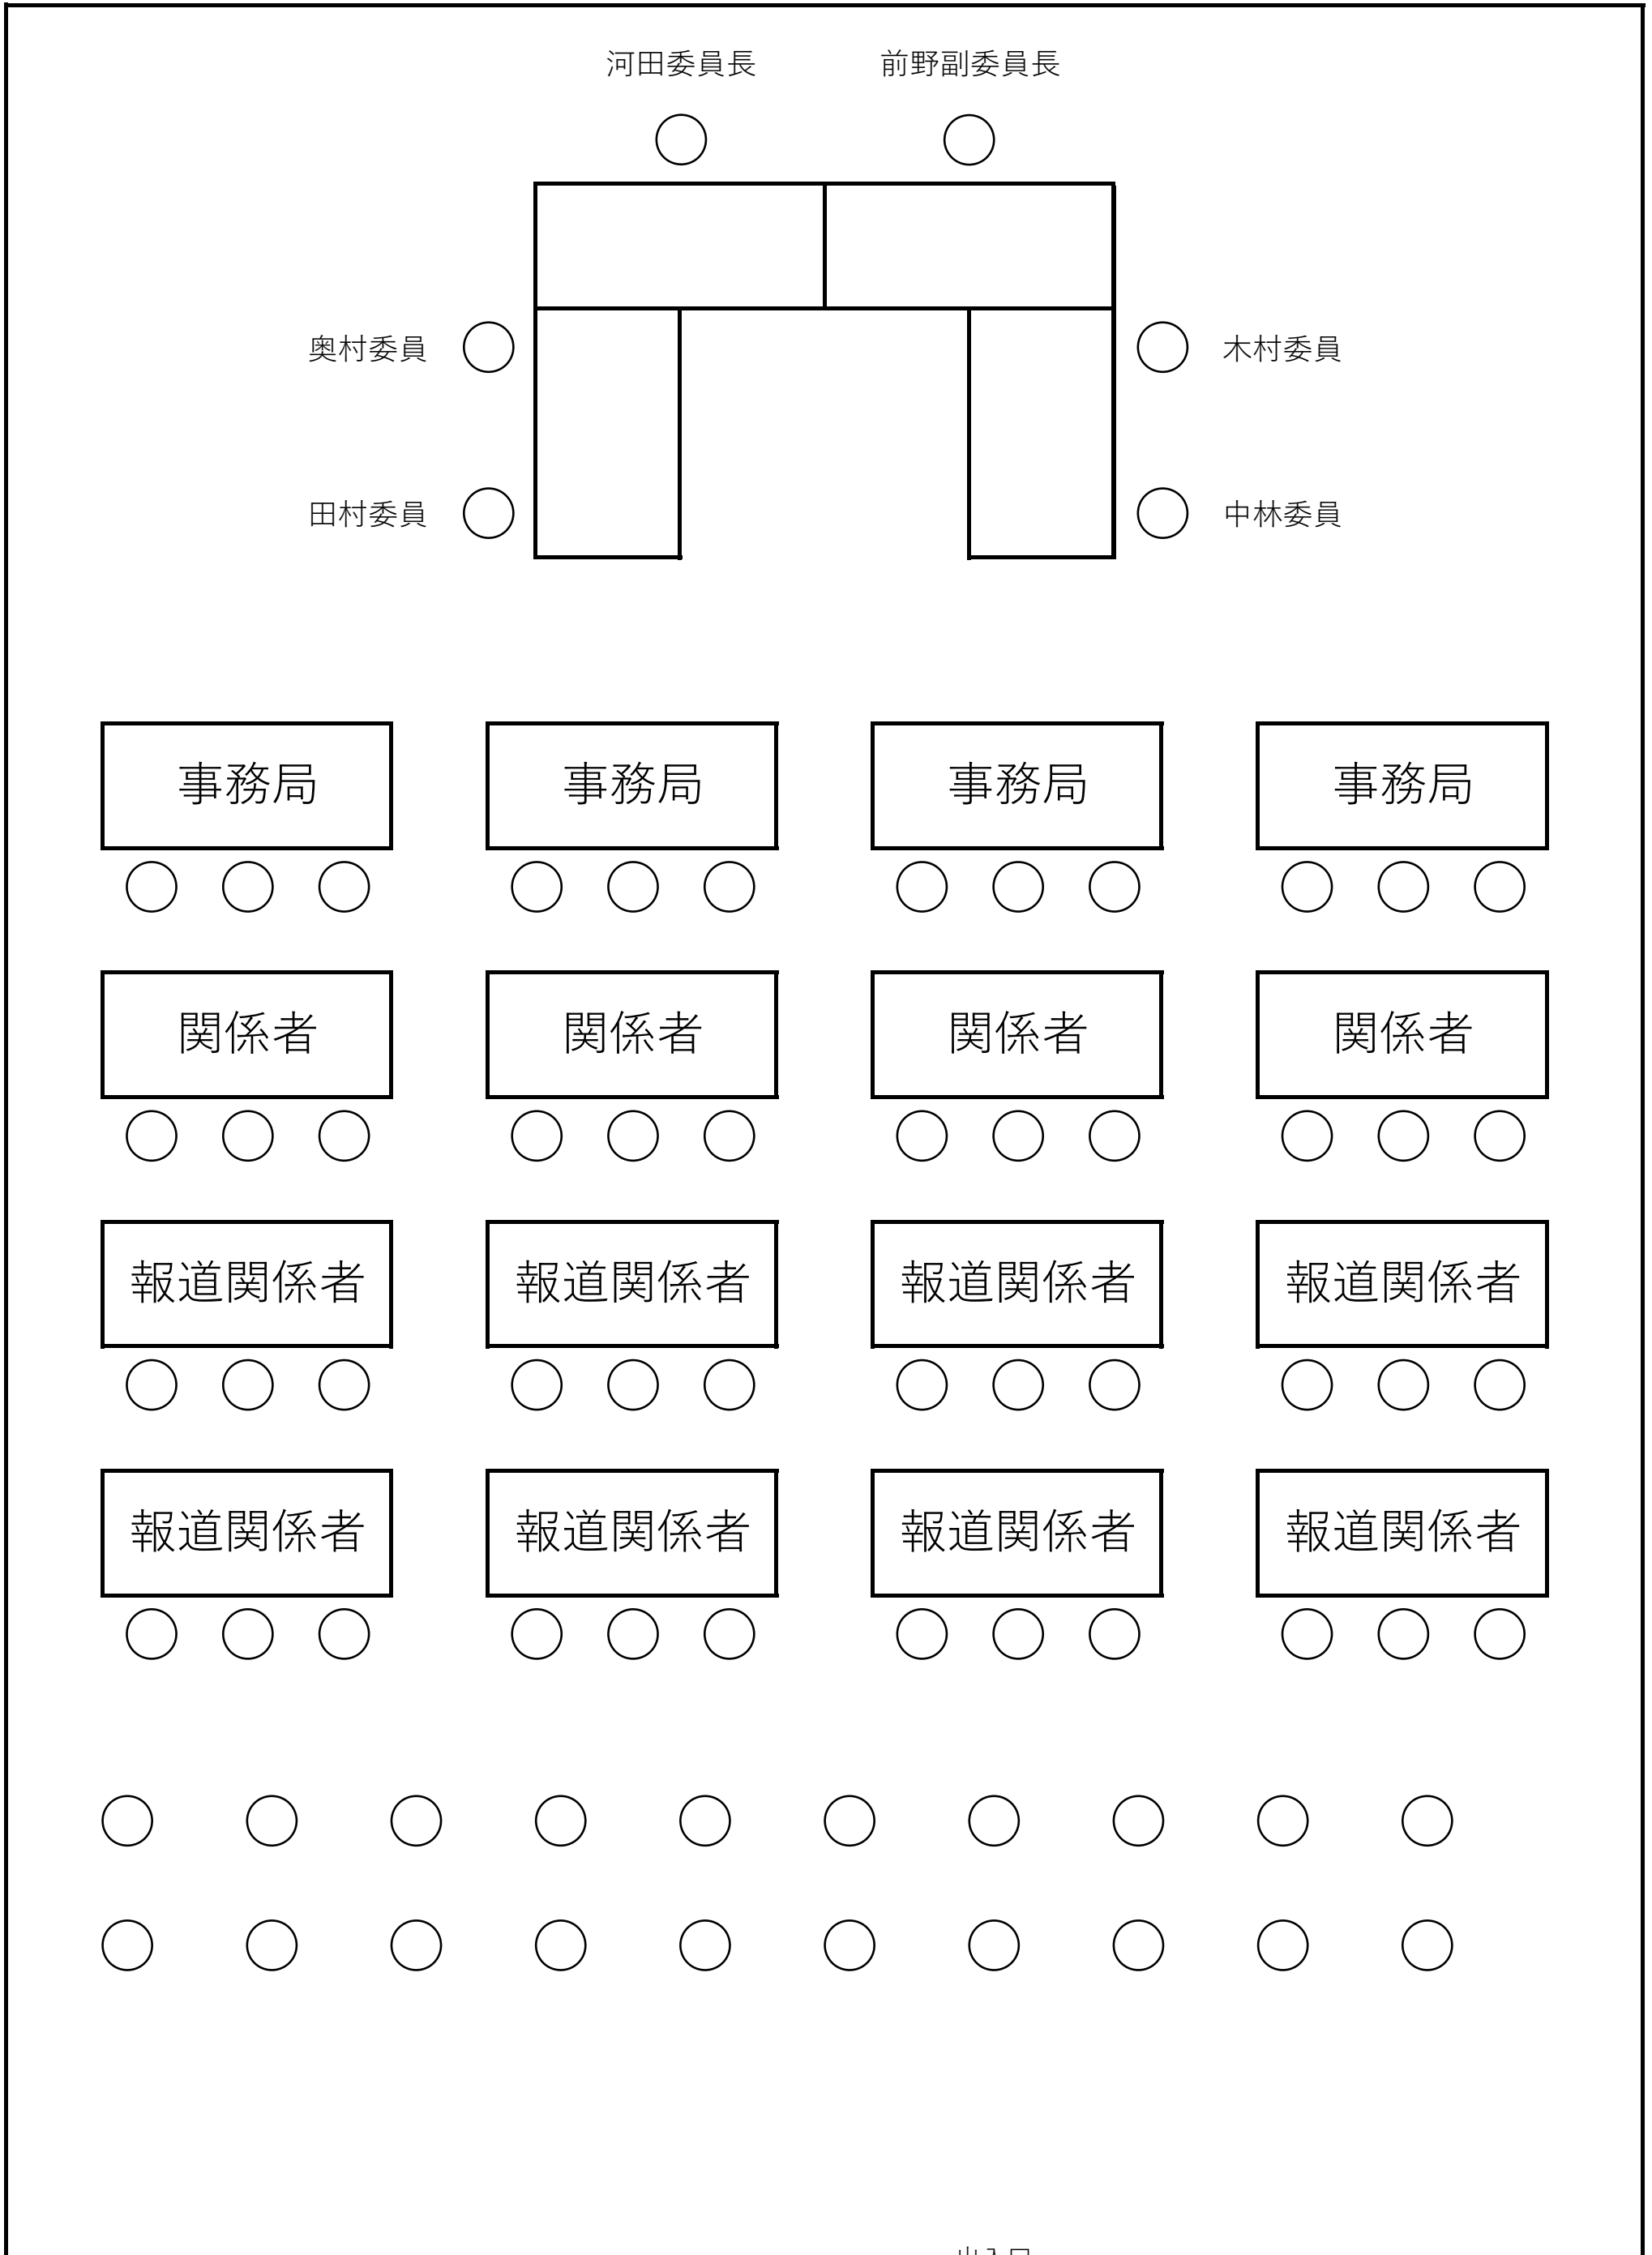 河田委員長 前野副委員長
奥村委員 木村委員
田村委員 中林委員
事務局 事務局 事務局 事務局
関係者 関係者 関係者 関係者
報道関係者 報道関係者 報道関係者 報道関係者
報道関係者 報道関係者 報道関係者 報道関係者